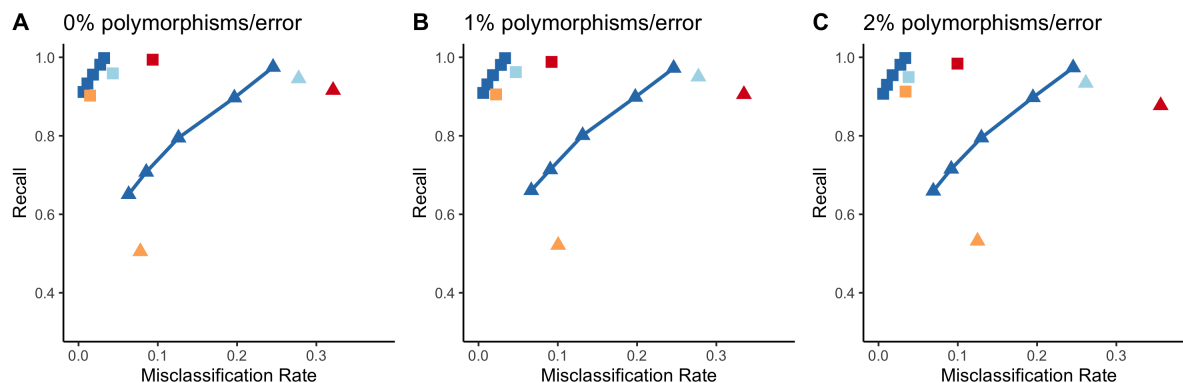 A 0% polymorphisms/error
1.0
0.8
0.6
0.4
Recall
0.0 0.1 0.2 0.3
Misclassification Rate
B 1% polymorphisms/error
1.0
0.8
0.6
0.4
Recall
0.0 0.1 0.2 0.3
Misclassification Rate
C 2% polymorphisms/error
1.0
0.8
0.6
0.4
Recall
0.0 0.1 0.2 0.3
Misclassification Rate